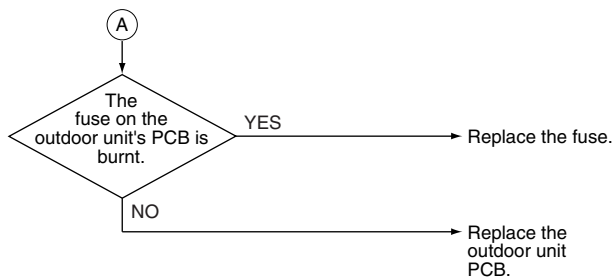 A
The
fuse on the
outdoor unit's PCB is
burnt.
YES
Replace the fuse.
NO
Replace the
outdoor unit
PCB.